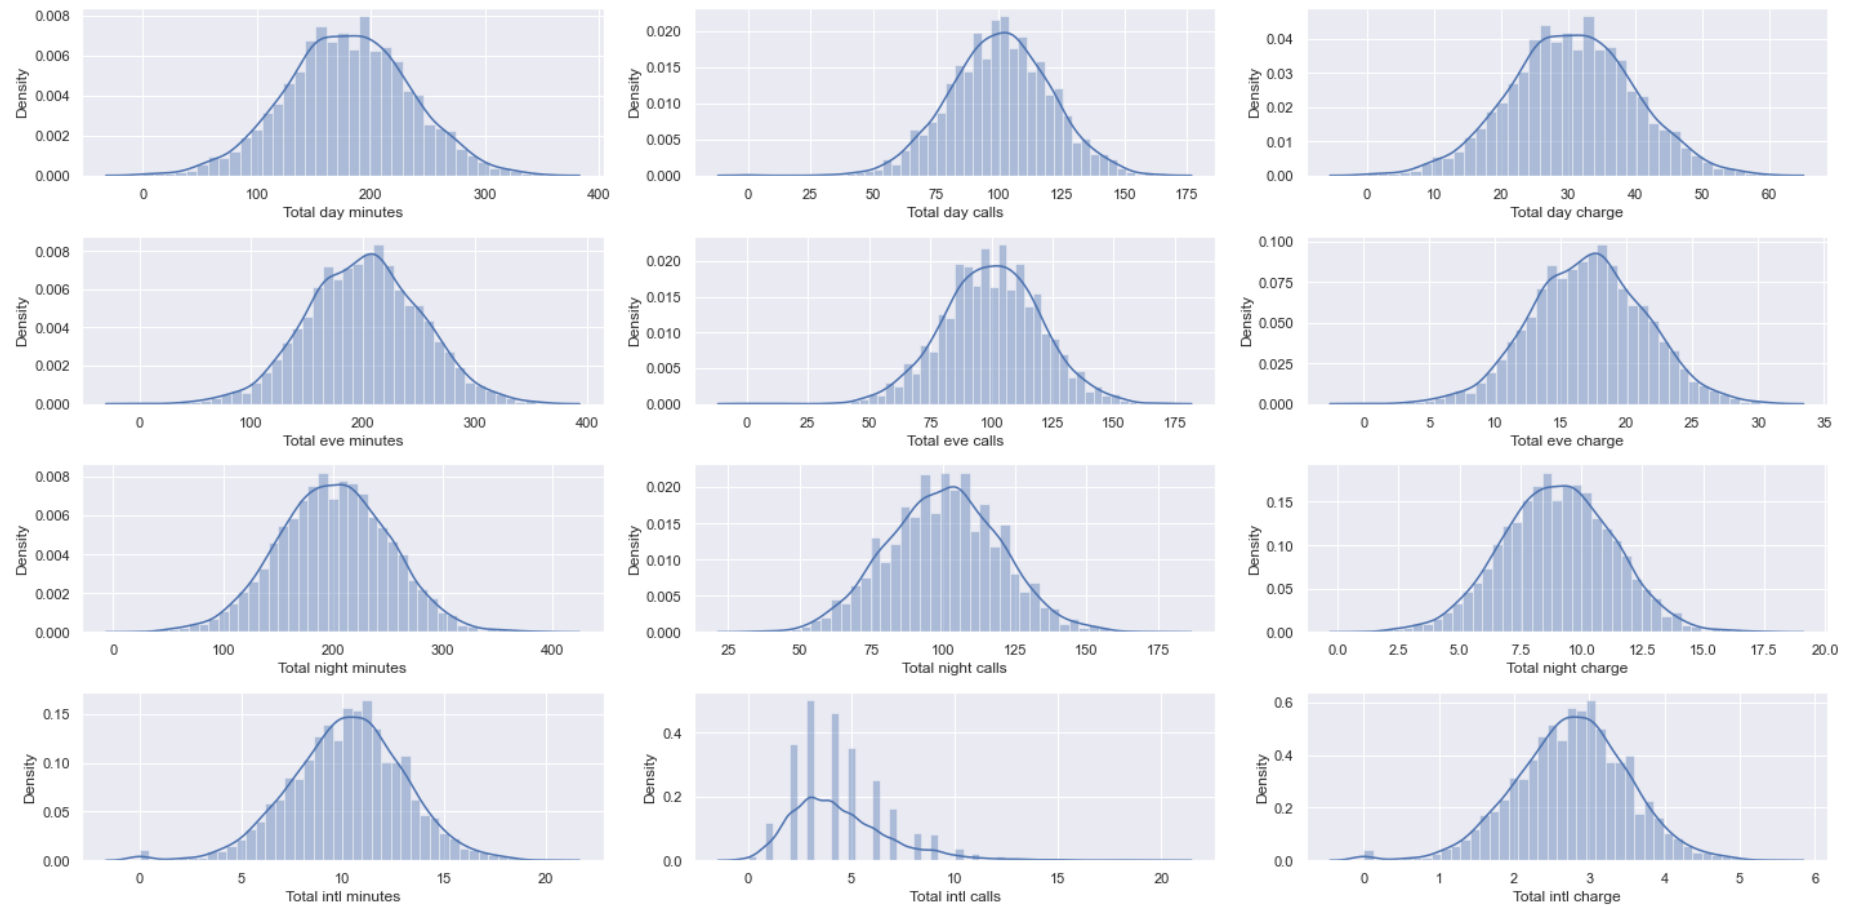 0.008
0.006
0.004
0.002
0.000
Density
0 100 200 300 400
Total day minutes
0.020
0.015
0.010
0.005
0.000
Density
0 25 50 75 100 125 150 175
Total day calls
0.04
0.03
0.02
0.01
0.00
Density
0 10 20 30 40 50 60
Total day charge
0.008
0.006
0.004
0.002
0.000
Density
0 100 200 300 400
Total eve minutes
0.020
0.015
0.010
0.005
0.000
Density
0 25 50 75 100 125 150 175
Total eve calls
0.100
0.075
0.050
0.025
0.000
Density
0 5 10 15 20 25 30 35
Total eve charge
0.008
0.006
0.004
0.002
0.000
Density
0 100 200 300 400
Total night minutes
0.020
0.015
0.010
0.005
0.000
Density
25 50 75 100 125 150 175
Total night calls
0.15
0.10
0.05
0.00
Density
0.0 2.5 5.0 7.5 10.0 12.5 15.0 17.5 20.0
Total night charge
0.15
0.10
0.05
0.00
Density
0 5 10 15 20
Total intl minutes
0.4
0.2
0.0
Density
0 5 10 15 20
Total intl calls
0.6
0.4
0.2
0.0
Density
0 1 2 3 4 5 6
Total intl charge